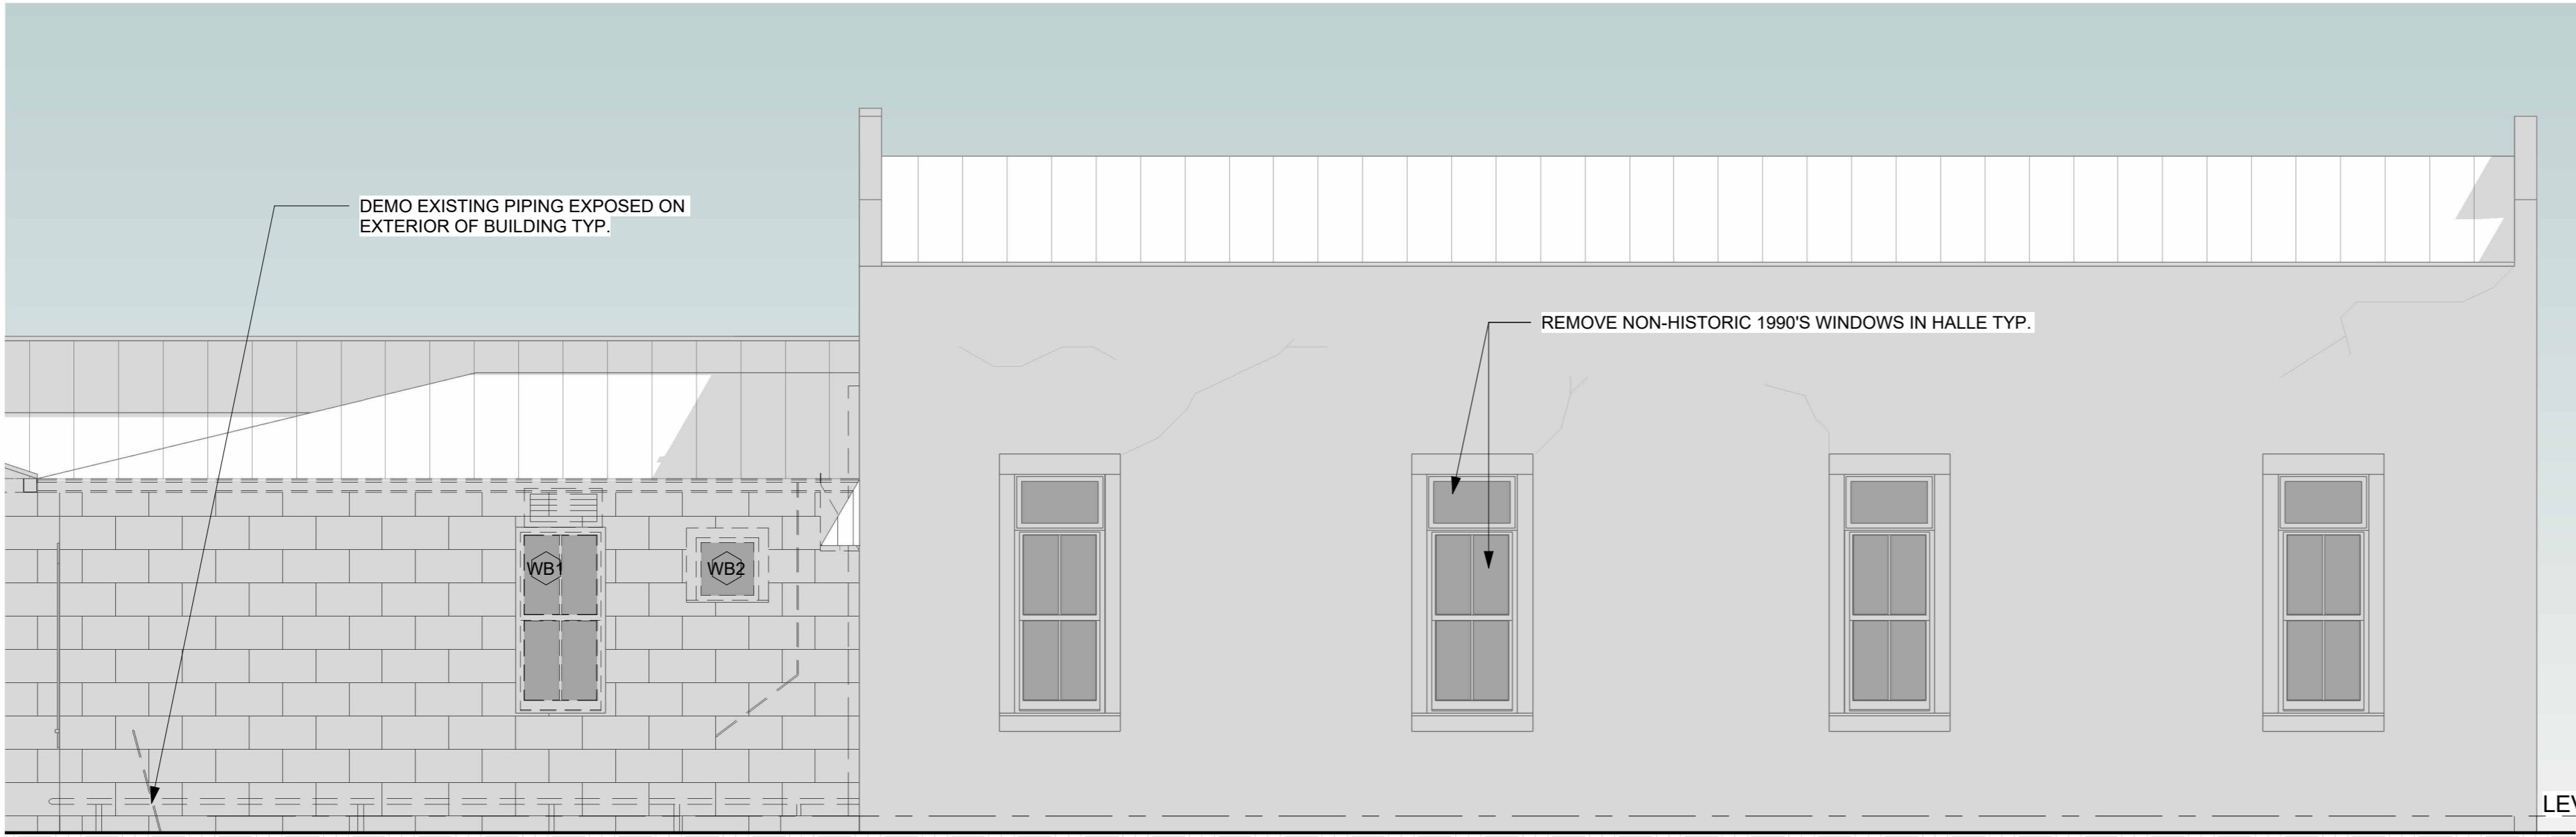 DEMO EXISTING PIPING EXPOSED ON
EXTERIOR OF BUILDING TYP.
REMOVE NON-HISTORIC 1990'S WINDOWS IN HALLE TYP.
WB1
WB2
LEV